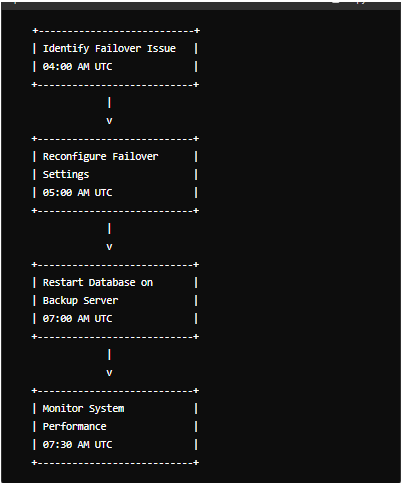 +--------------------------+
| Identify Failover Issue   |
| 04:00 AM UTC              |
+--------------------------+
            |
            v
+--------------------------+
| Reconfigure Failover      |
| Settings                  |
| 05:00 AM UTC              |
+--------------------------+
            |
            v
+--------------------------+
| Restart Database on       |
| Backup Server             |
| 07:00 AM UTC              |
+--------------------------+
            |
            v
+--------------------------+
| Monitor System            |
| Performance               |
| 07:30 AM UTC              |
+--------------------------+